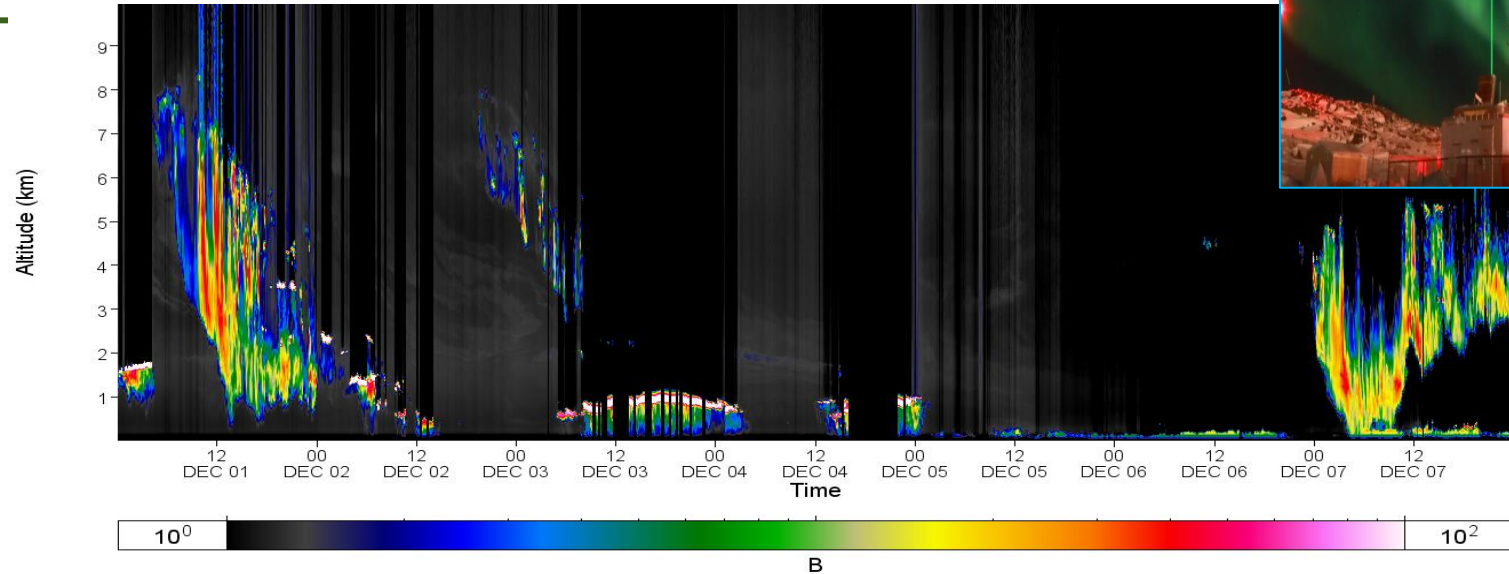 Altitude (km)
9
8
7
6
5
4
3
2
1
12 00 12 00 12 00 12 00 12 00 12 00 12
DEC 01 DEC 02 DEC 02 DEC 03 DEC 03 DEC 04 DEC 04 DEC 05 DEC 05 DEC 06 DEC 06 DEC 07 DEC 07
Time
10⁰ 10²
B